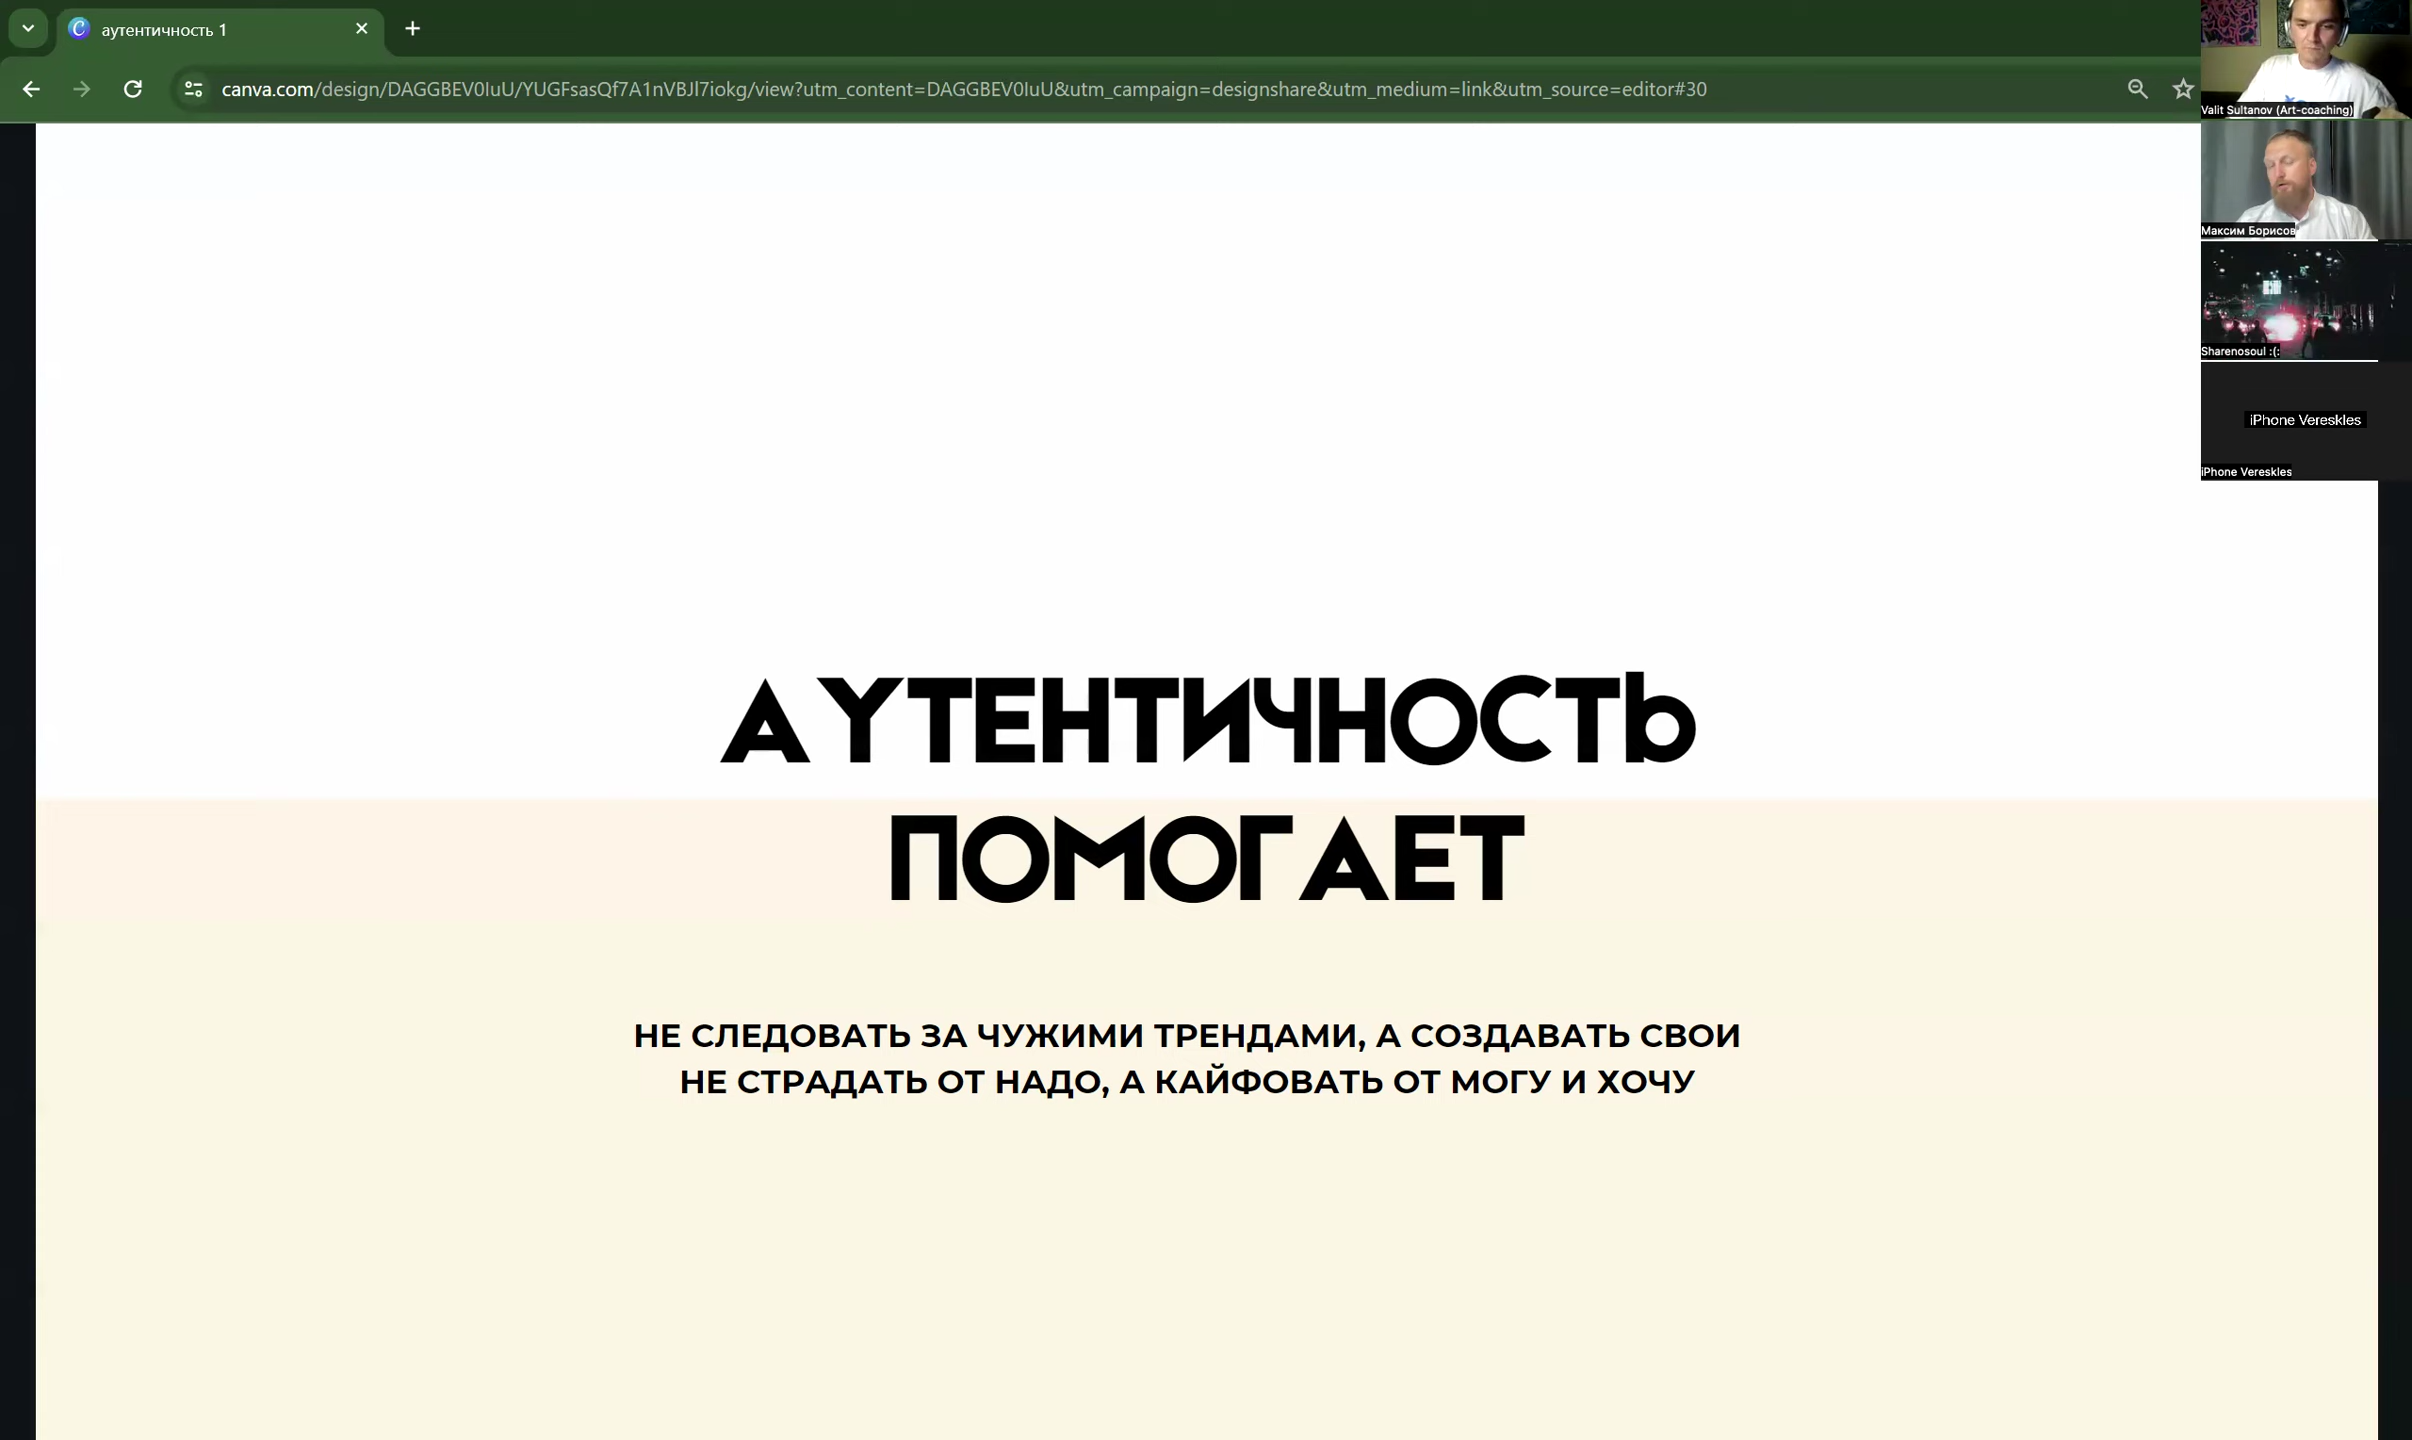 аутентичность 1
canva.com/design/DAGGBEV0IuU/YUGFsasQf7A1nVBJl7iokg/view?utm_content=DAGGBEV0IuU&utm_campaign=designshare&utm_medium=link&utm_source=editor#30
Valit Sultanov (Art-coaching)
Максим Борисов
Sharenosoul :(:
iPhone Vereskles
iPhone Vereskles
АУТЕНТИЧНОСТЬ
ПОМОГАЕТ
НЕ СЛЕДОВАТЬ ЗА ЧУЖИМИ ТРЕНДАМИ, А СОЗДАВАТЬ СВОИ
НЕ СТРАДАТЬ ОТ НАДО, А КАЙФОВАТЬ ОТ МОГУ И ХОЧУ